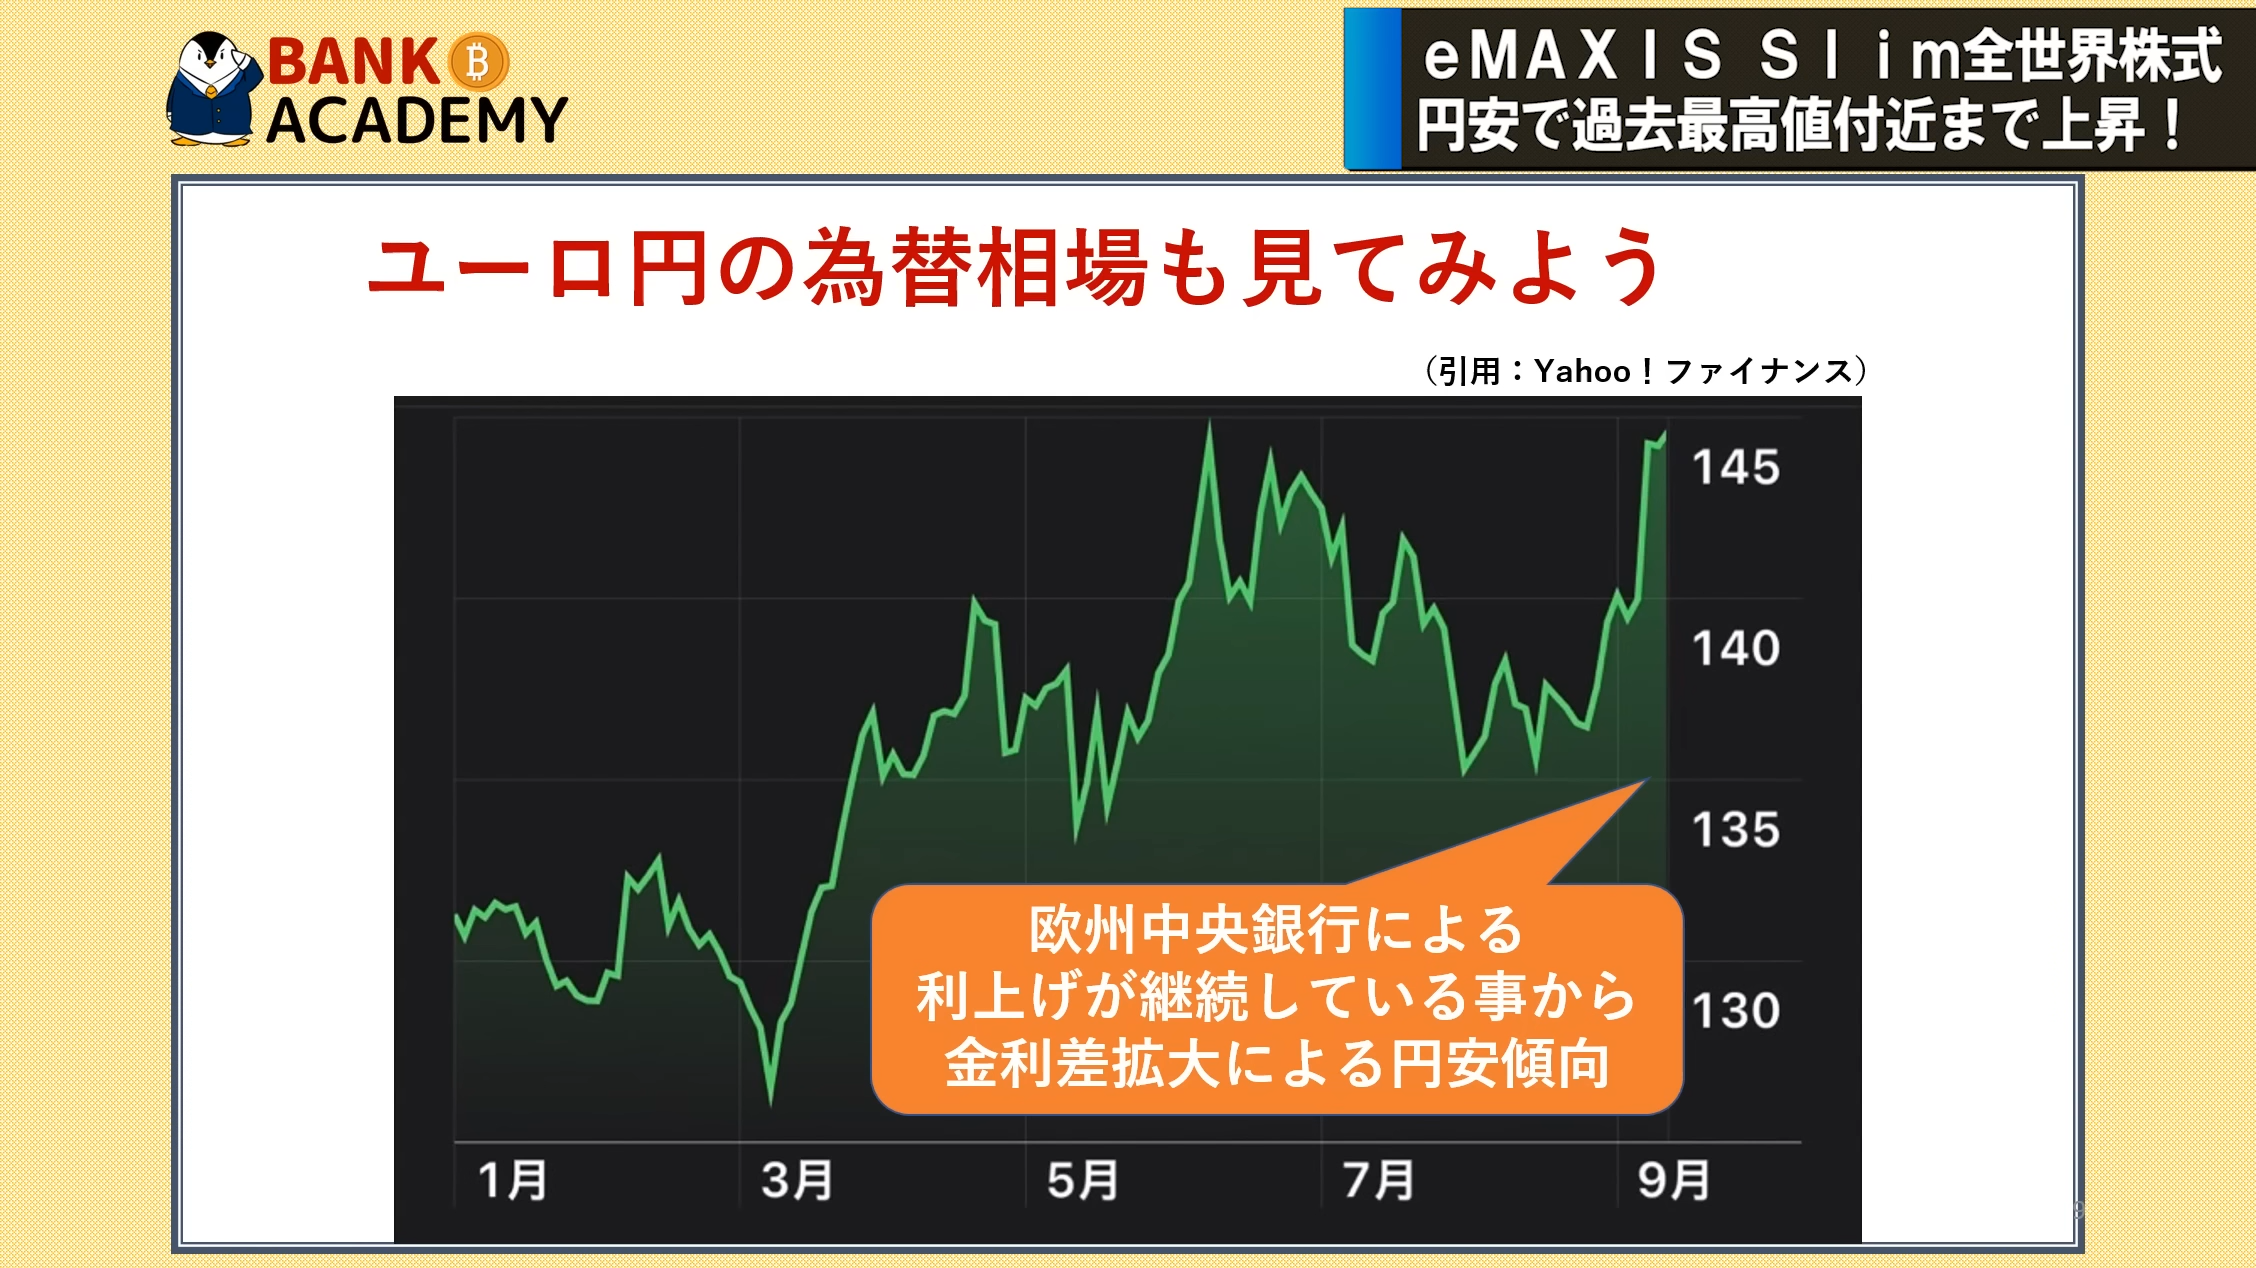 BANK
ACADEMY
eMAXIS Slim全世界株式
円安で過去最高値付近まで上昇！
ユーロ円の為替相場も見てみよう
（引用：Yahoo！ファイナンス）
145
140
135
130
欧州中央銀行による
利上げが継続している事から
金利差拡大による円安傾向
1月 3月 5月 7月 9月
9